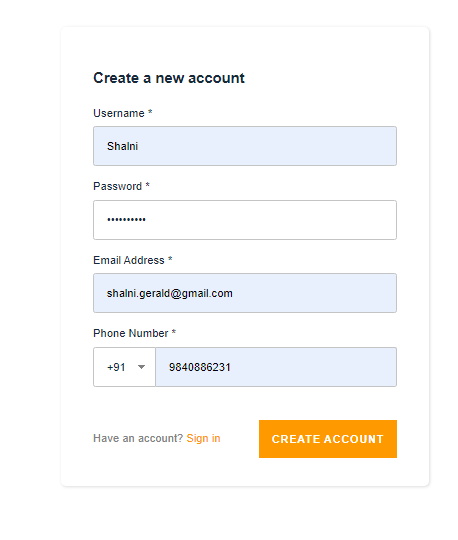 Create a new account
Username *
Shalni
Password *
••••••••••
Email Address *
shalni.gerald@gmail.com
Phone Number *
+91 9840886231
Have an account? Sign in CREATE ACCOUNT